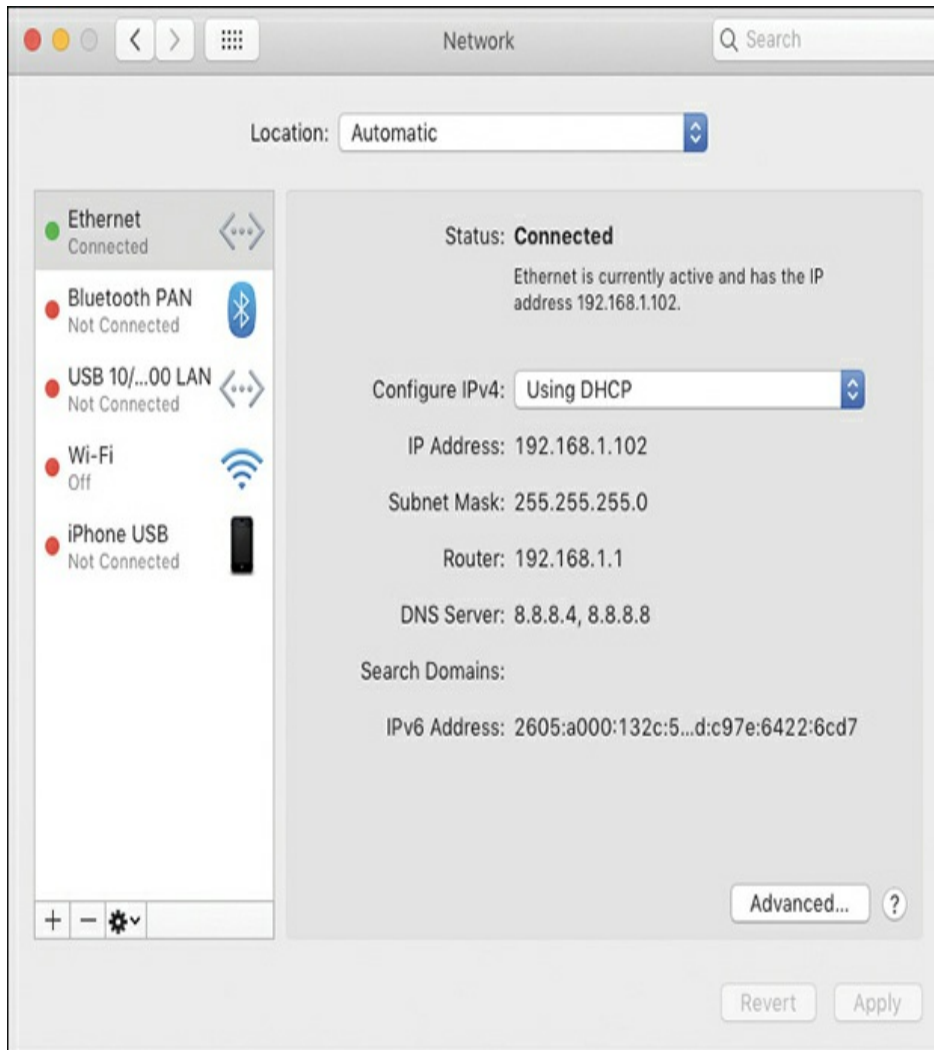 Network
Search
Location: Automatic
Ethernet
Connected
Bluetooth PAN
Not Connected
USB 10/...00 LAN
Not Connected
Wi-Fi
Off
iPhone USB
Not Connected
Status: Connected
Ethernet is currently active and has the IP
address 192.168.1.102.
Configure IPv4: Using DHCP
IP Address: 192.168.1.102
Subnet Mask: 255.255.255.0
Router: 192.168.1.1
DNS Server: 8.8.8.4, 8.8.8.8
Search Domains:
IPv6 Address: 2605:a000:132c:5...d:c97e:6422:6cd7
Advanced... ?
Revert Apply